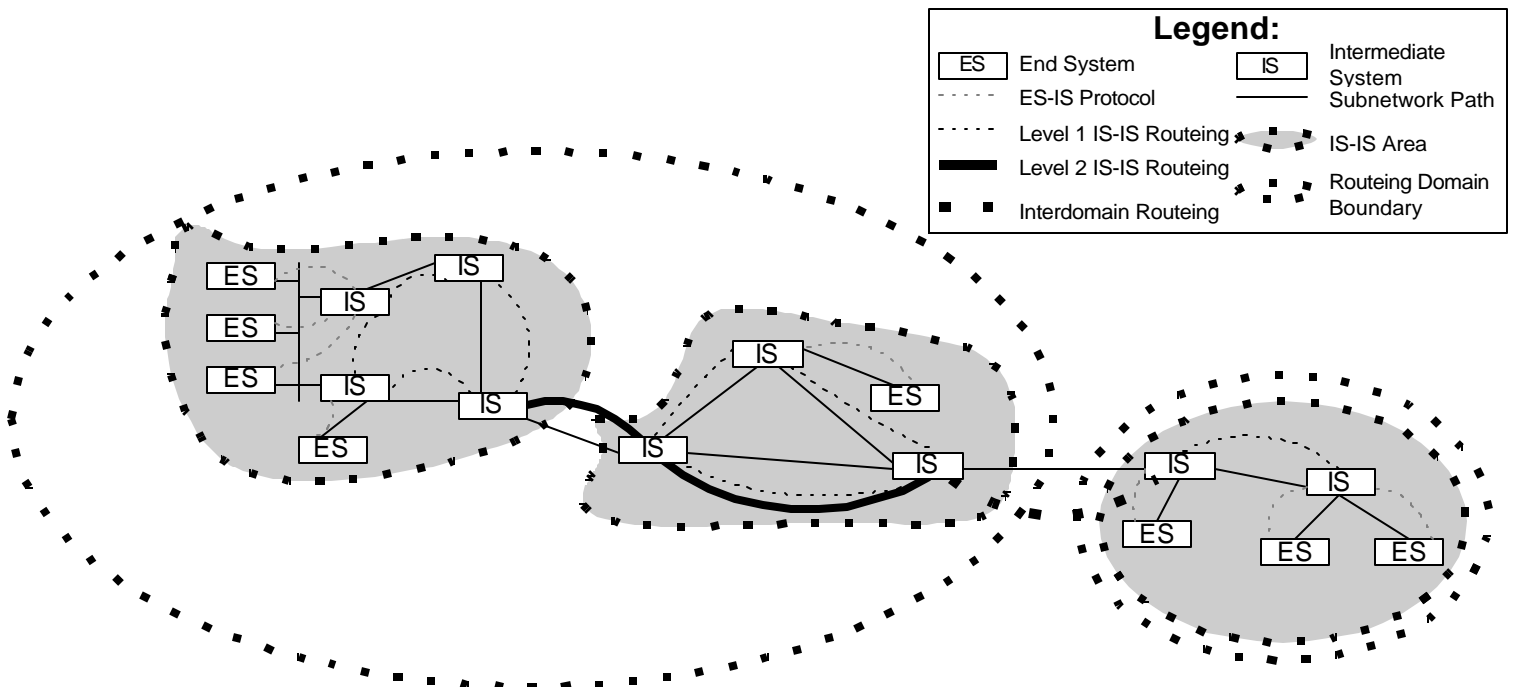 Legend:
ES End System
IS Intermediate
System
ES-IS Protocol
Subnetwork Path
Level 1 IS-IS Routeing
IS-IS Area
Level 2 IS-IS Routeing
Routeing Domain
Boundary
Interdomain Routeing
ES
IS
IS
ES
ES
IS
IS
ES
IS
ES
IS
IS
IS
IS
ES
ES
ES